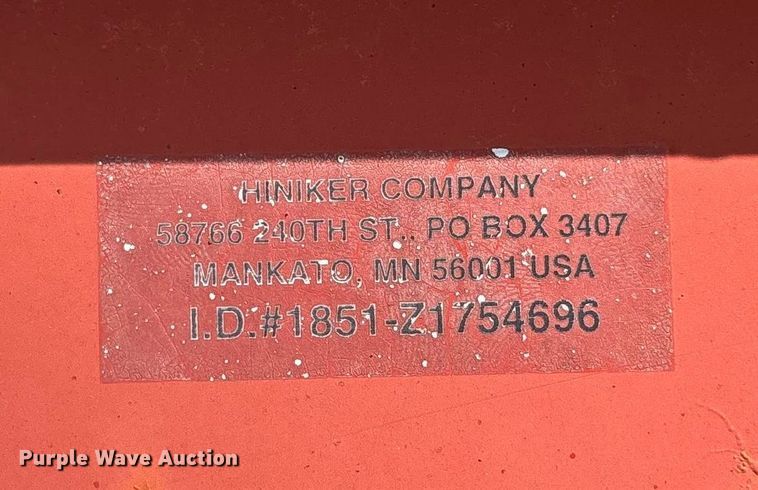 HINIKER COMPANY
58766 240TH ST., PO BOX 3407
MANKATO, MN 56001 USA
I.D.#1851-Z1754696
Purple Wave Auction